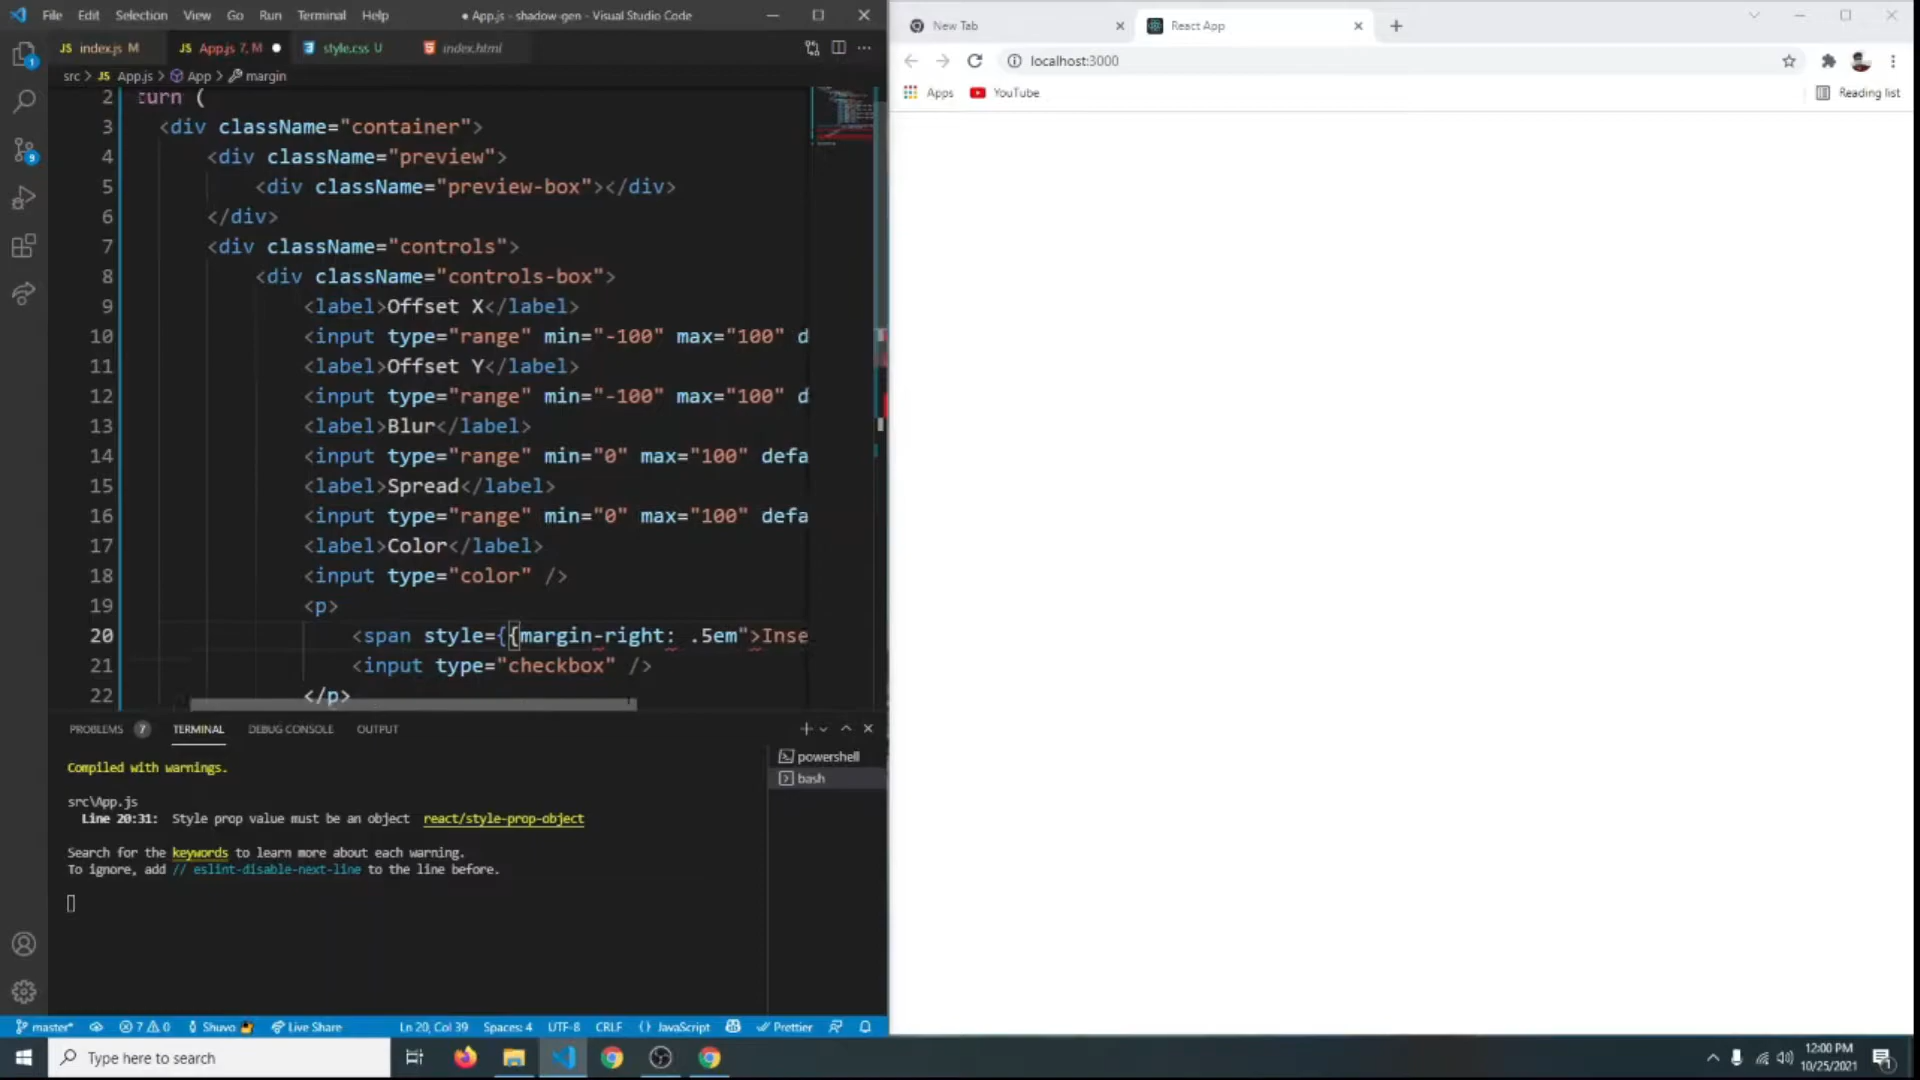 File Edit Selection View Go Run Terminal Help
● App.js - shadow-gen - Visual Studio Code
JS index.js M
JS App.js 7, M ●
style.css U
index.html
src > JS App.js > App > margin
2 turn (
3 <div className="container">
4 <div className="preview">
5 <div className="preview-box"></div>
6 </div>
7 <div className="controls">
8 <div className="controls-box">
9 <label>Offset X</label>
10 <input type="range" min="-100" max="100" d
11 <label>Offset Y</label>
12 <input type="range" min="-100" max="100" d
13 <label>Blur</label>
14 <input type="range" min="0" max="100" defa
15 <label>Spread</label>
16 <input type="range" min="0" max="100" defa
17 <label>Color</label>
18 <input type="color" />
19 <p>
20 <span style={{margin-right: .5em">Inse
21 <input type="checkbox" />
22 </p>
PROBLEMS 7 TERMINAL DEBUG CONSOLE OUTPUT
powershell
bash
Compiled with warnings.
src\App.js
Line 20:31: Style prop value must be an object react/style-prop-object
Search for the keywords to learn more about each warning.
To ignore, add // eslint-disable-next-line to the line before.
1
9
master* 7 0 Shuvo Live Share Ln 20, Col 39 Spaces: 4 UTF-8 CRLF {} JavaScript Prettier
New Tab
React App
localhost:3000
Apps YouTube
Reading list
Type here to search
12:00 PM
10/25/2021
1